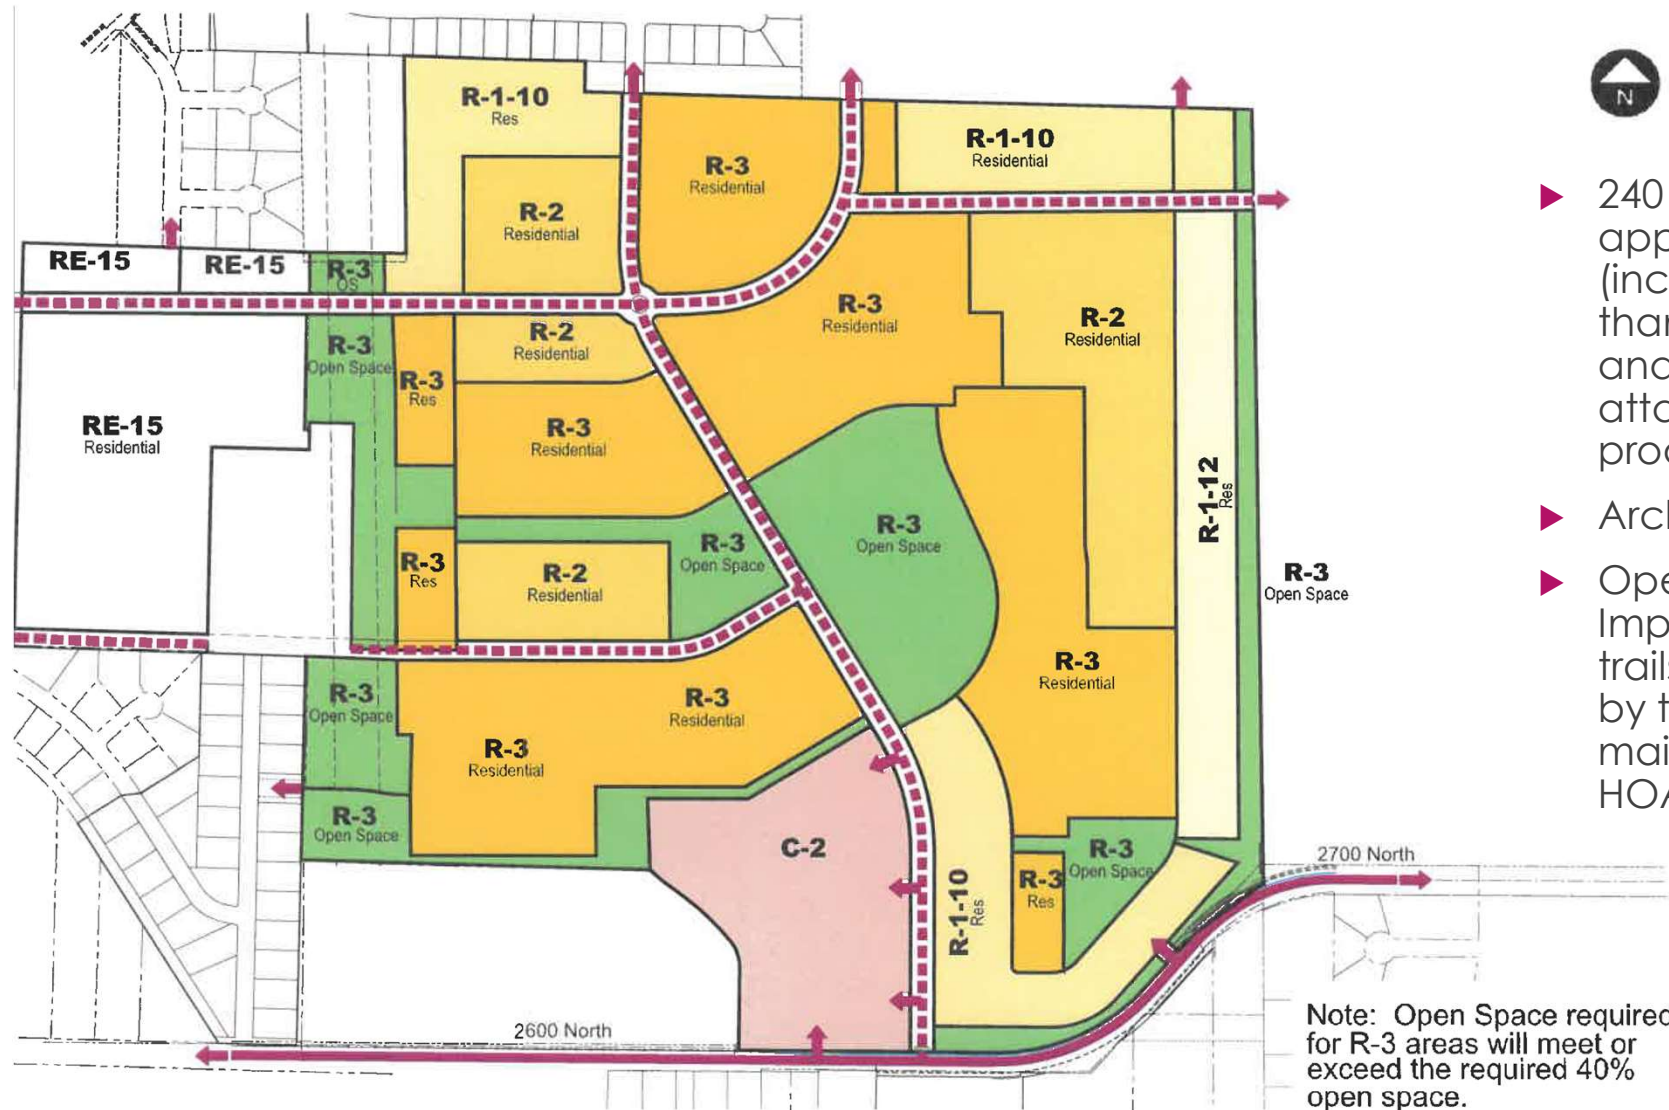 N
R-1-10
Res
R-3
Residential
R-1-10
Residential
R-2
Residential
RE-15
RE-15
R-3
OS
R-3
Open Space
R-3
Res
R-2
Residential
R-3
Residential
R-2
Residential
RE-15
Residential
R-3
Residential
R-1-12
Res
R-3
Open Space
R-3
Open Space
R-3
Res
R-2
Residential
R-3
Open Space
R-3
Residential
R-3
Open Space
R-3
Residential
R-3
Residential
R-3
Open Space
C-2
R-1-10
Res
R-3
Res
R-3
Open Space
2700 North
2600 North
240
Note: Open Space required
for R-3 areas will meet or
exceed the required 40%
open space.